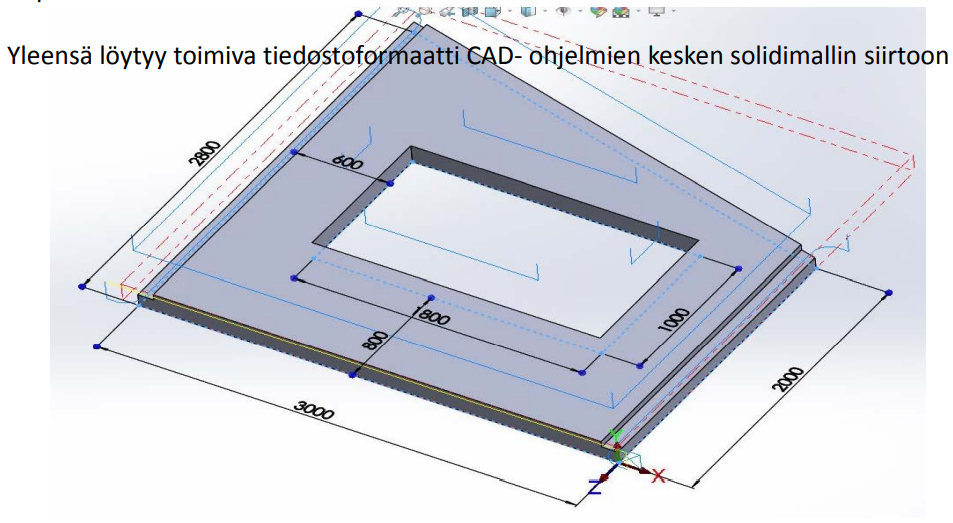 Yleensä löytyy toimiva tiedostoformaatti CAD- ohjelmien kesken solidimallin siirtoon
2800
600
1800
1000
800
2000
3000
Y
X
Z